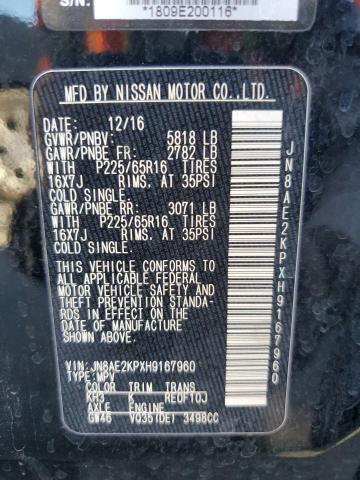 S/N:
*1809E200116*
MFD BY NISSAN MOTOR CO.,LTD.
DATE: 12/16
GVWR/PNBV: 5818 LB
GAWR/PNBE FR: 2782 LB
WITH P225/65R16 TIRES
16X7J RIMS, AT 35PSI
COLD SINGLE
GAWR/PNBE RR: 3071 LB
WITH P225/65R16 TIRES
16X7J RIMS, AT 35PSI
COLD SINGLE
THIS VEHICLE CONFORMS TO
ALL APPLICABLE FEDERAL
MOTOR VEHICLE SAFETY
AND THEFT PREVENTION
STANDARDS IN EFFECT ON
THE DATE OF MANUFACTURE
SHOWN ABOVE.
VIN: JN8AE2KPXH9167960
TYPE:MPV
COLOR TRIM TRANS
KH3 K RE0F10J
AXLE ENGINE
GW46 VQ35(DE) 3498CC
JN8AE2KPXH9167960